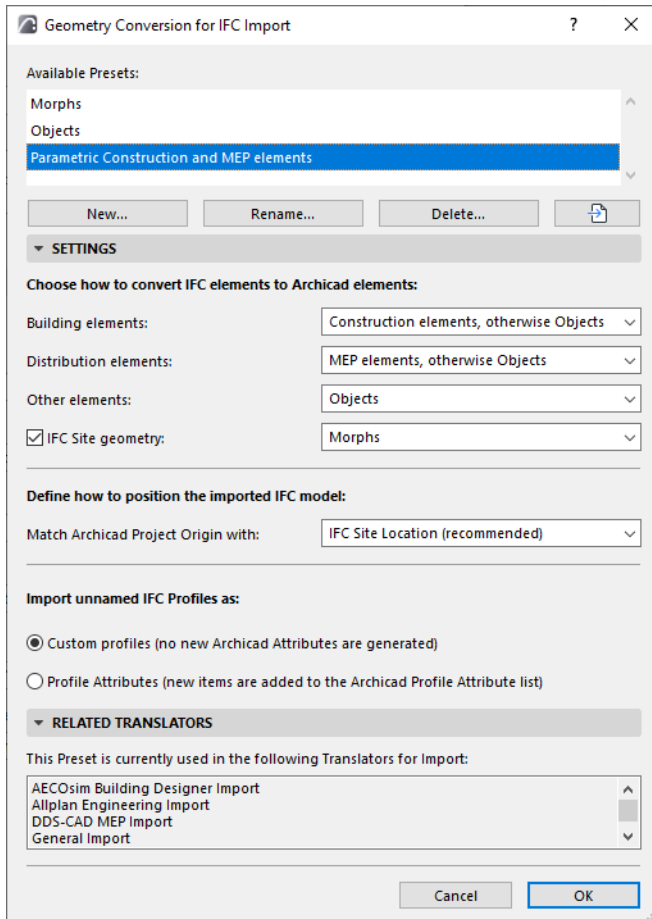 Geometry Conversion for IFC Import
Available Presets:
Morphs
Objects
Parametric Construction and MEP elements
New... Rename... Delete...
SETTINGS
Choose how to convert IFC elements to Archicad elements:
Building elements: Construction elements, otherwise Objects
Distribution elements: MEP elements, otherwise Objects
Other elements: Objects
IFC Site geometry: Morphs
Define how to position the imported IFC model:
Match Archicad Project Origin with: IFC Site Location (recommended)
Import unnamed IFC Profiles as:
Custom profiles (no new Archicad Attributes are generated)
Profile Attributes (new items are added to the Archicad Profile Attribute list)
RELATED TRANSLATORS
This Preset is currently used in the following Translators for Import:
AECOsim Building Designer Import
Allplan Engineering Import
DDS-CAD MEP Import
General Import
Cancel OK